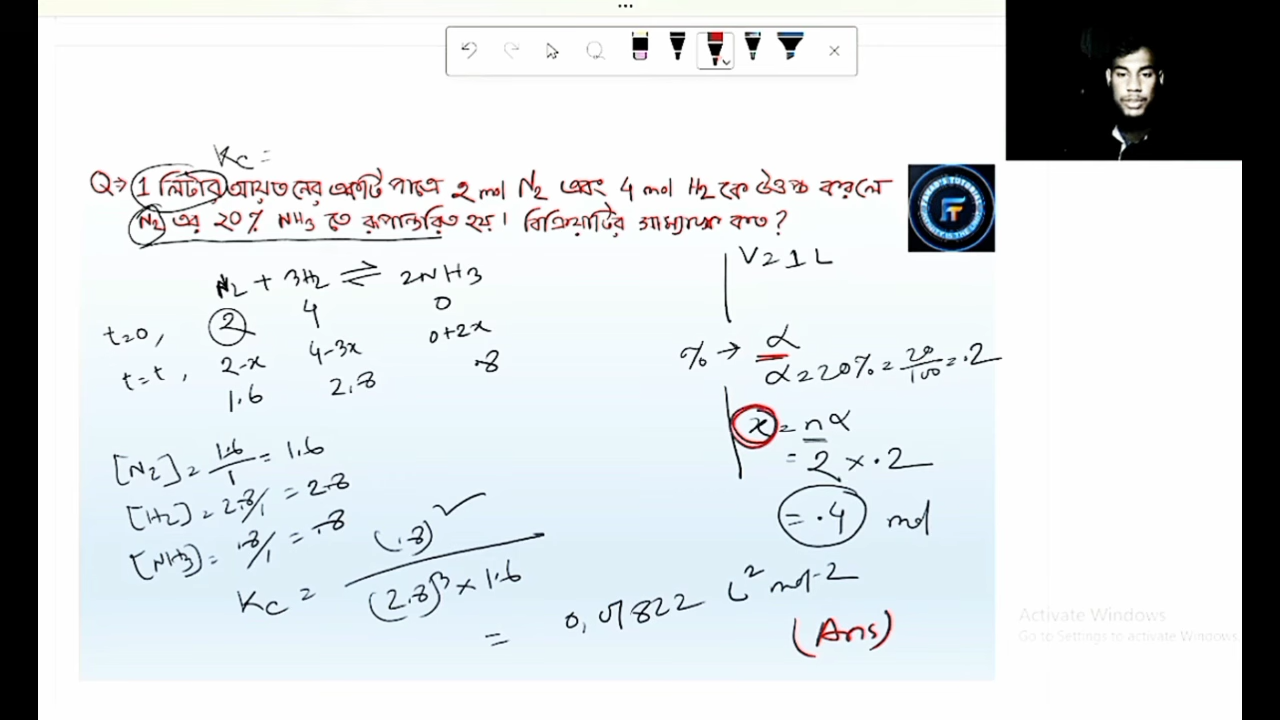 Kc =
Q→ 1 লিটার আয়তনের একটি পাত্রে 2 mol N2 এবং 4 mol H2 কে উত্তপ্ত করলে
N2 এর 20% NH3 তে রূপান্তরিত হয়। বিক্রিয়াটির সাম্যাঙ্ক কত?
N2 + 3H2 ⇌ 2NH3
t=0, 2 4 0
t=t, 2-x 4-3x 0+2x
1.6 2.8 .8
[N2] = 1.6/1 = 1.6
[H2] = 2.8/1 = 2.8
[NH3] = .8/1 = .8
Kc = (.8)² / (2.8)³ × 1.6
= 0,01822 L² mol-2
(Ans)
V = 1 L
% → α
α = 20% = 20/100 = .2
x = nα
= 2 × .2
= .4 mol
FT
Activate Windows
Go to Settings to activate Windows.